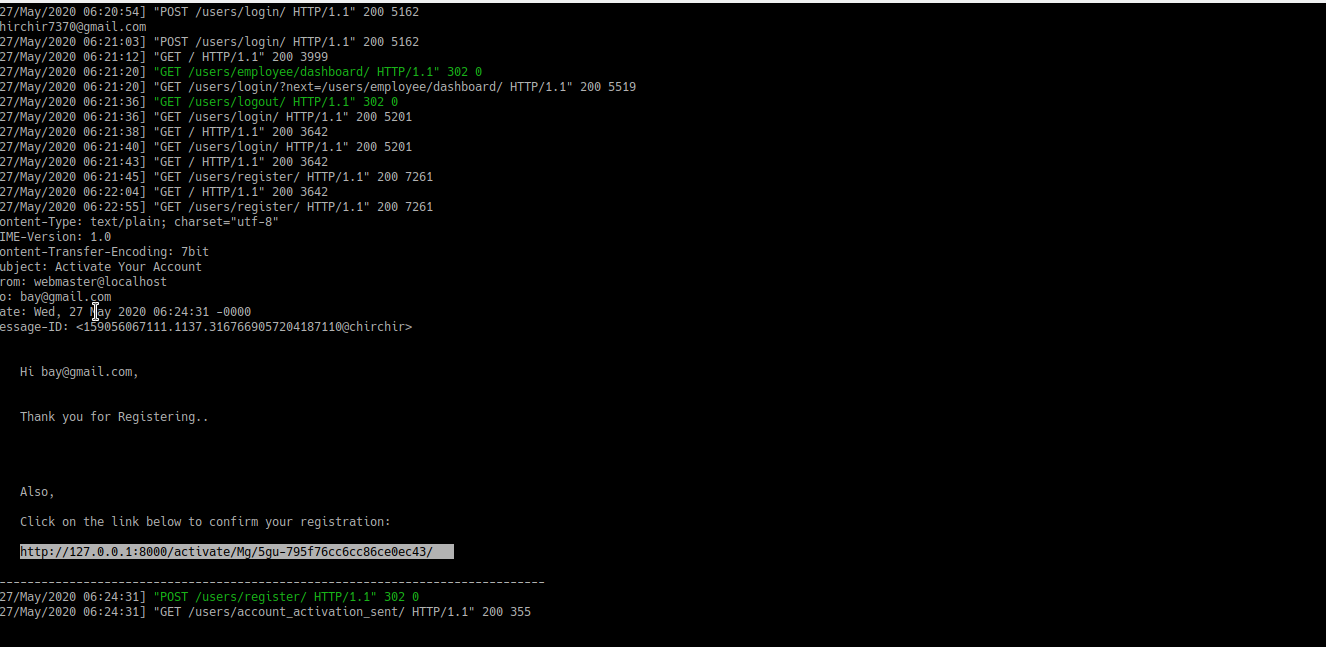 27/May/2020 06:20:54] "POST /users/login/ HTTP/1.1" 200 5162
hirchir7370@gmail.com
27/May/2020 06:21:03] "POST /users/login/ HTTP/1.1" 200 5162
27/May/2020 06:21:12] "GET / HTTP/1.1" 200 3999
27/May/2020 06:21:20] "GET /users/employee/dashboard/ HTTP/1.1" 302 0
27/May/2020 06:21:20] "GET /users/login/?next=/users/employee/dashboard/ HTTP/1.1" 200 5519
27/May/2020 06:21:36] "GET /users/logout/ HTTP/1.1" 302 0
27/May/2020 06:21:36] "GET /users/login/ HTTP/1.1" 200 5201
27/May/2020 06:21:38] "GET / HTTP/1.1" 200 3642
27/May/2020 06:21:40] "GET /users/login/ HTTP/1.1" 200 5201
27/May/2020 06:21:43] "GET / HTTP/1.1" 200 3642
27/May/2020 06:21:45] "GET /users/register/ HTTP/1.1" 200 7261
27/May/2020 06:22:04] "GET / HTTP/1.1" 200 3642
27/May/2020 06:22:55] "GET /users/register/ HTTP/1.1" 200 7261
ontent-Type: text/plain; charset="utf-8"
IME-Version: 1.0
ontent-Transfer-Encoding: 7bit
ubject: Activate Your Account
rom: webmaster@localhost
o: bay@gmail.com
ate: Wed, 27 May 2020 06:24:31 -0000
essage-ID: <159056067111.1137.3167669057204187110@chirchir>
Hi bay@gmail.com,
Thank you for Registering..
Also,
Click on the link below to confirm your registration:
http://127.0.0.1:8000/activate/Mg/5gu-795f76cc6cc86ce0ec43/
-------------------------------------------------------------------------------
27/May/2020 06:24:31] "POST /users/register/ HTTP/1.1" 302 0
27/May/2020 06:24:31] "GET /users/account_activation_sent/ HTTP/1.1" 200 355